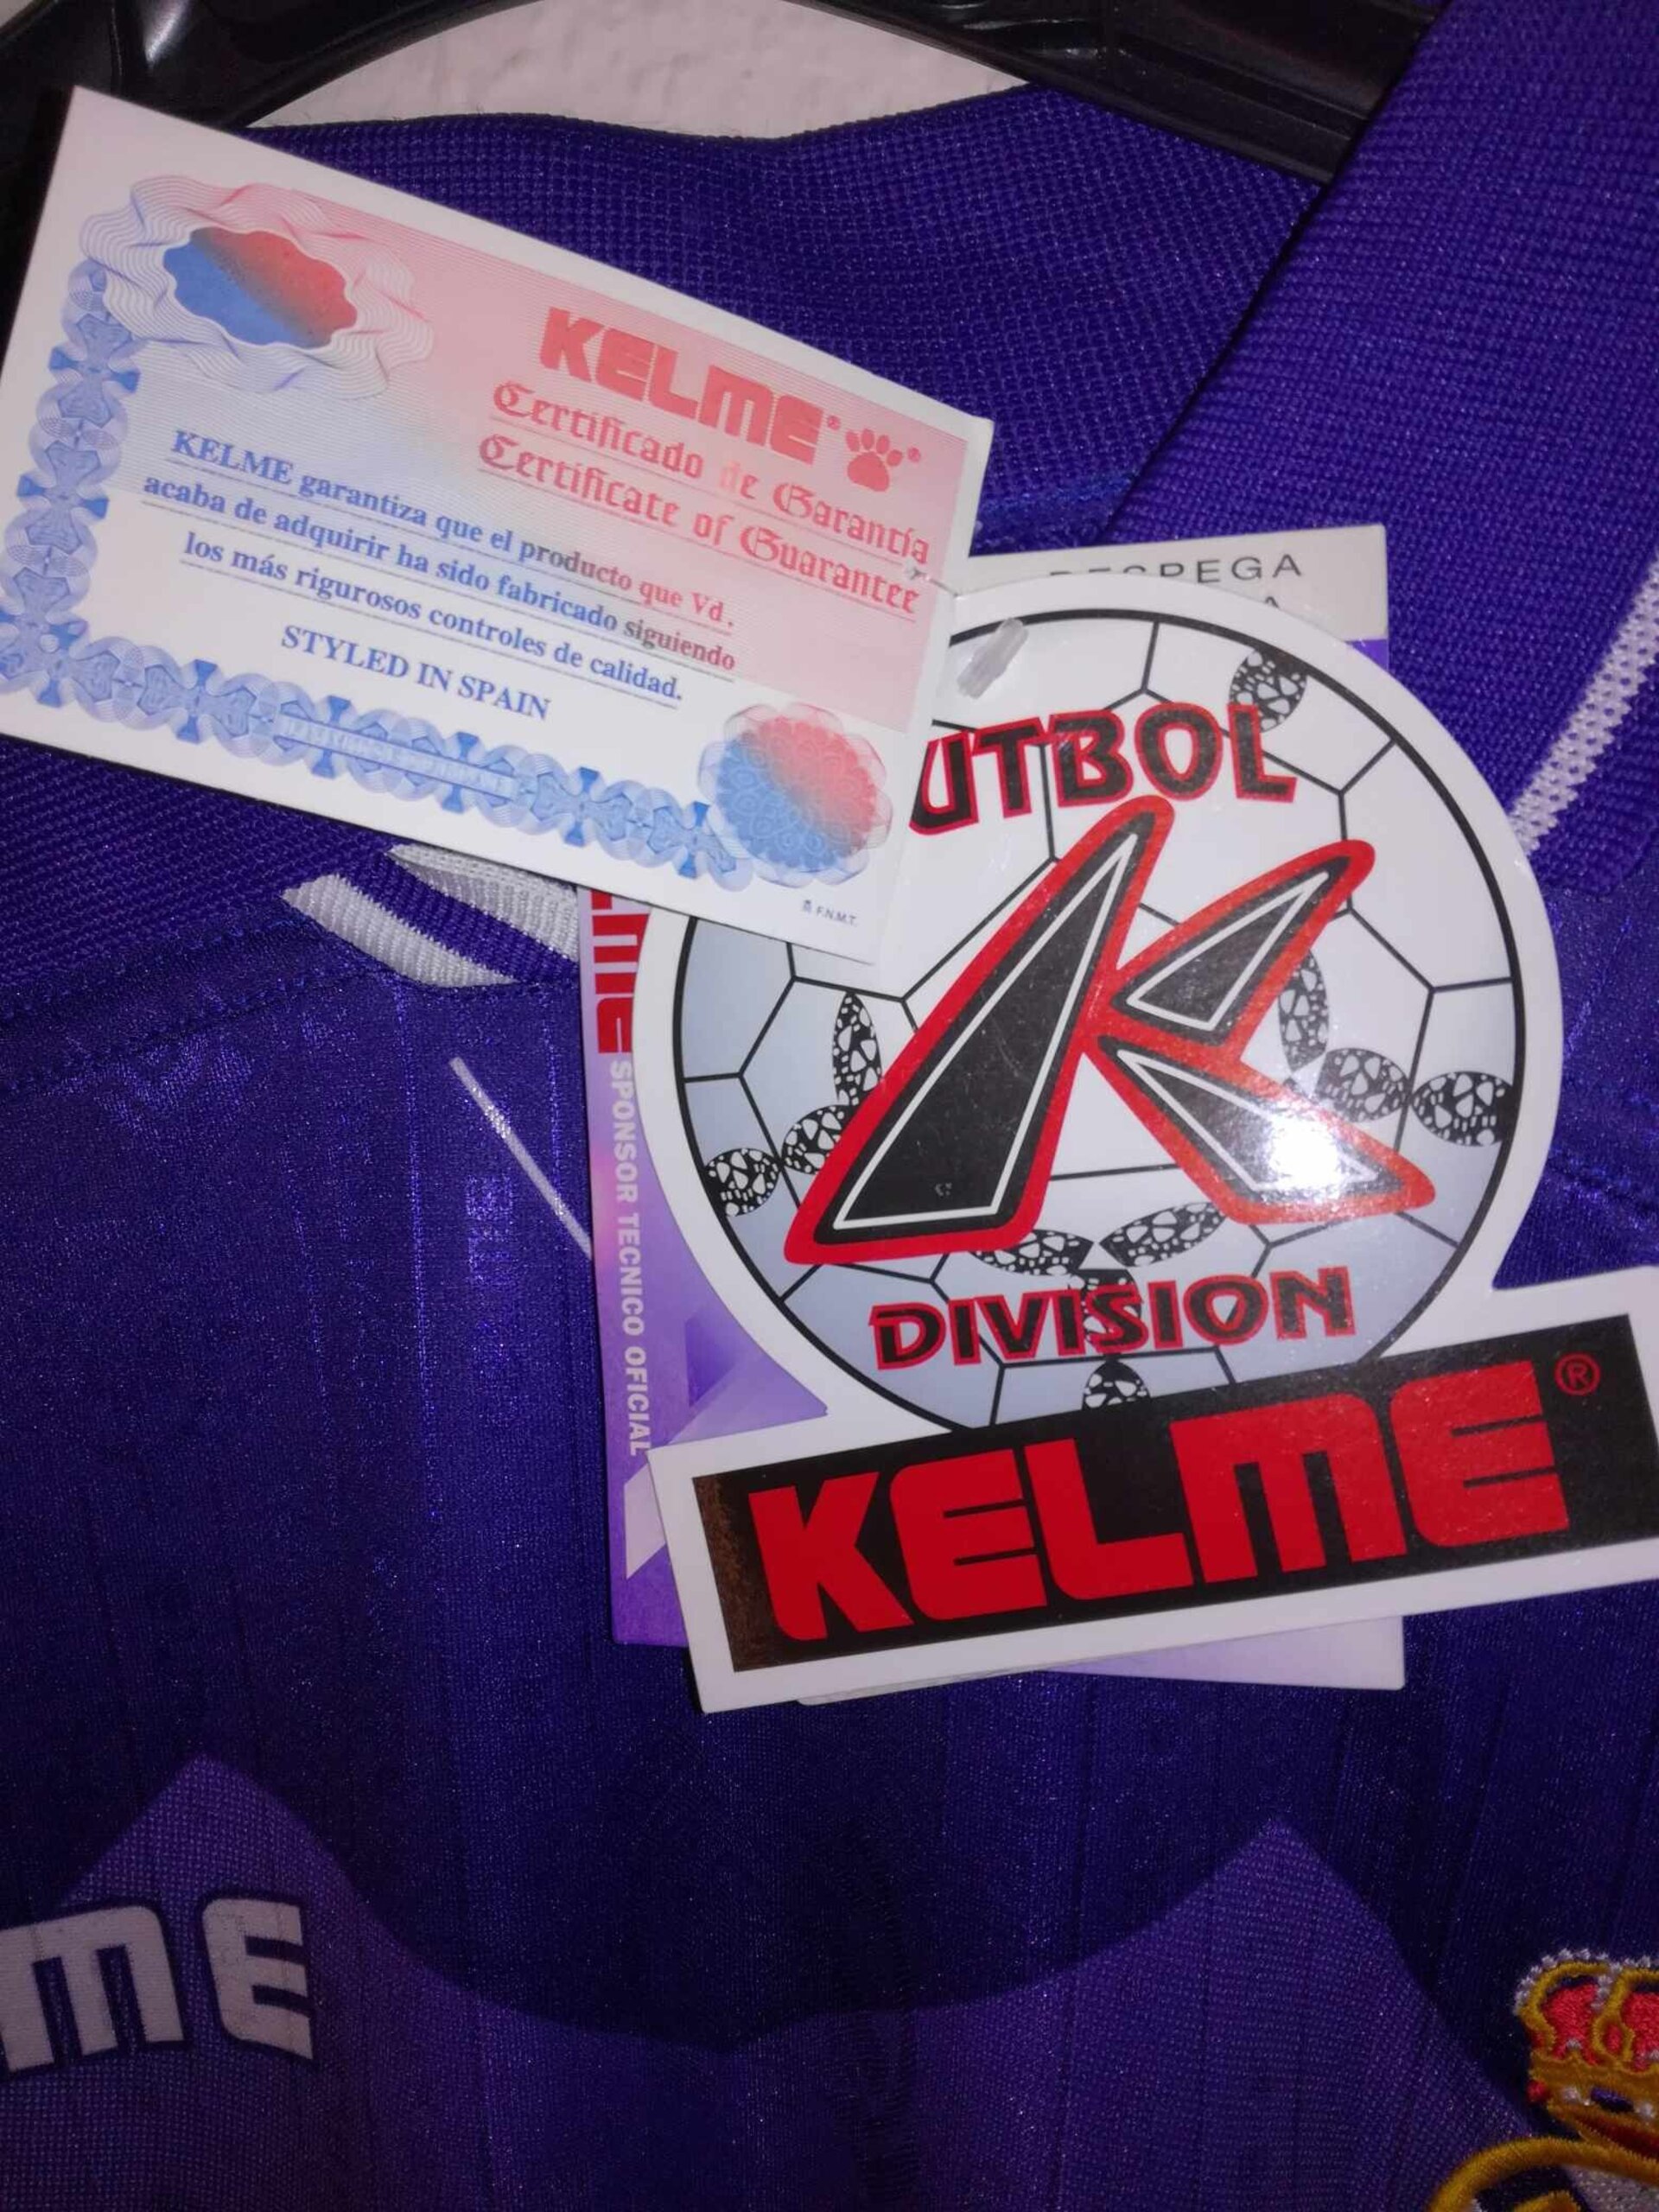 KELME®
Certificado de Garantía
Certificate of Guarantee
KELME garantiza que el producto que Vd.
acaba de adquirir ha sido fabricado siguiendo
los más rigurosos controles de calidad.
STYLED IN SPAIN
F.N.M.T.
UTBOL
K
DIVISION
KELME®
SPONSOR TECNICO OFICIAL
ME